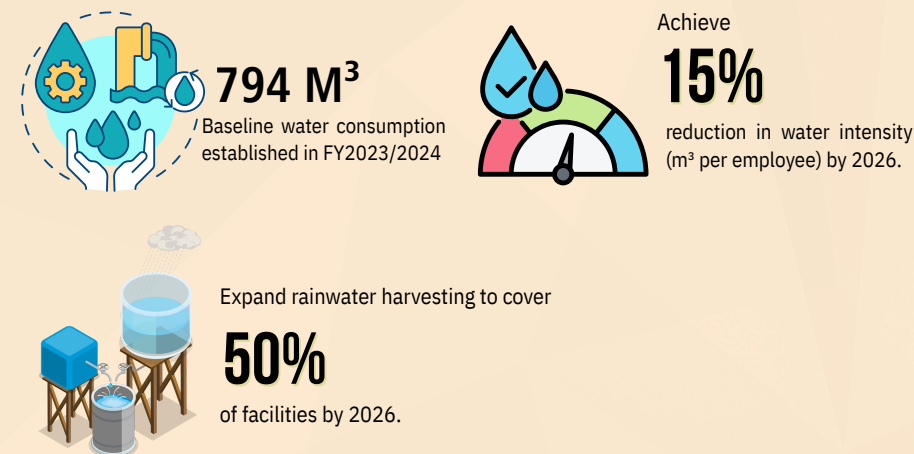 794 M³
Baseline water consumption
established in FY2023/2024
Achieve
15%
reduction in water intensity
(m³ per employee) by 2026.
Expand rainwater harvesting to cover
50%
of facilities by 2026.